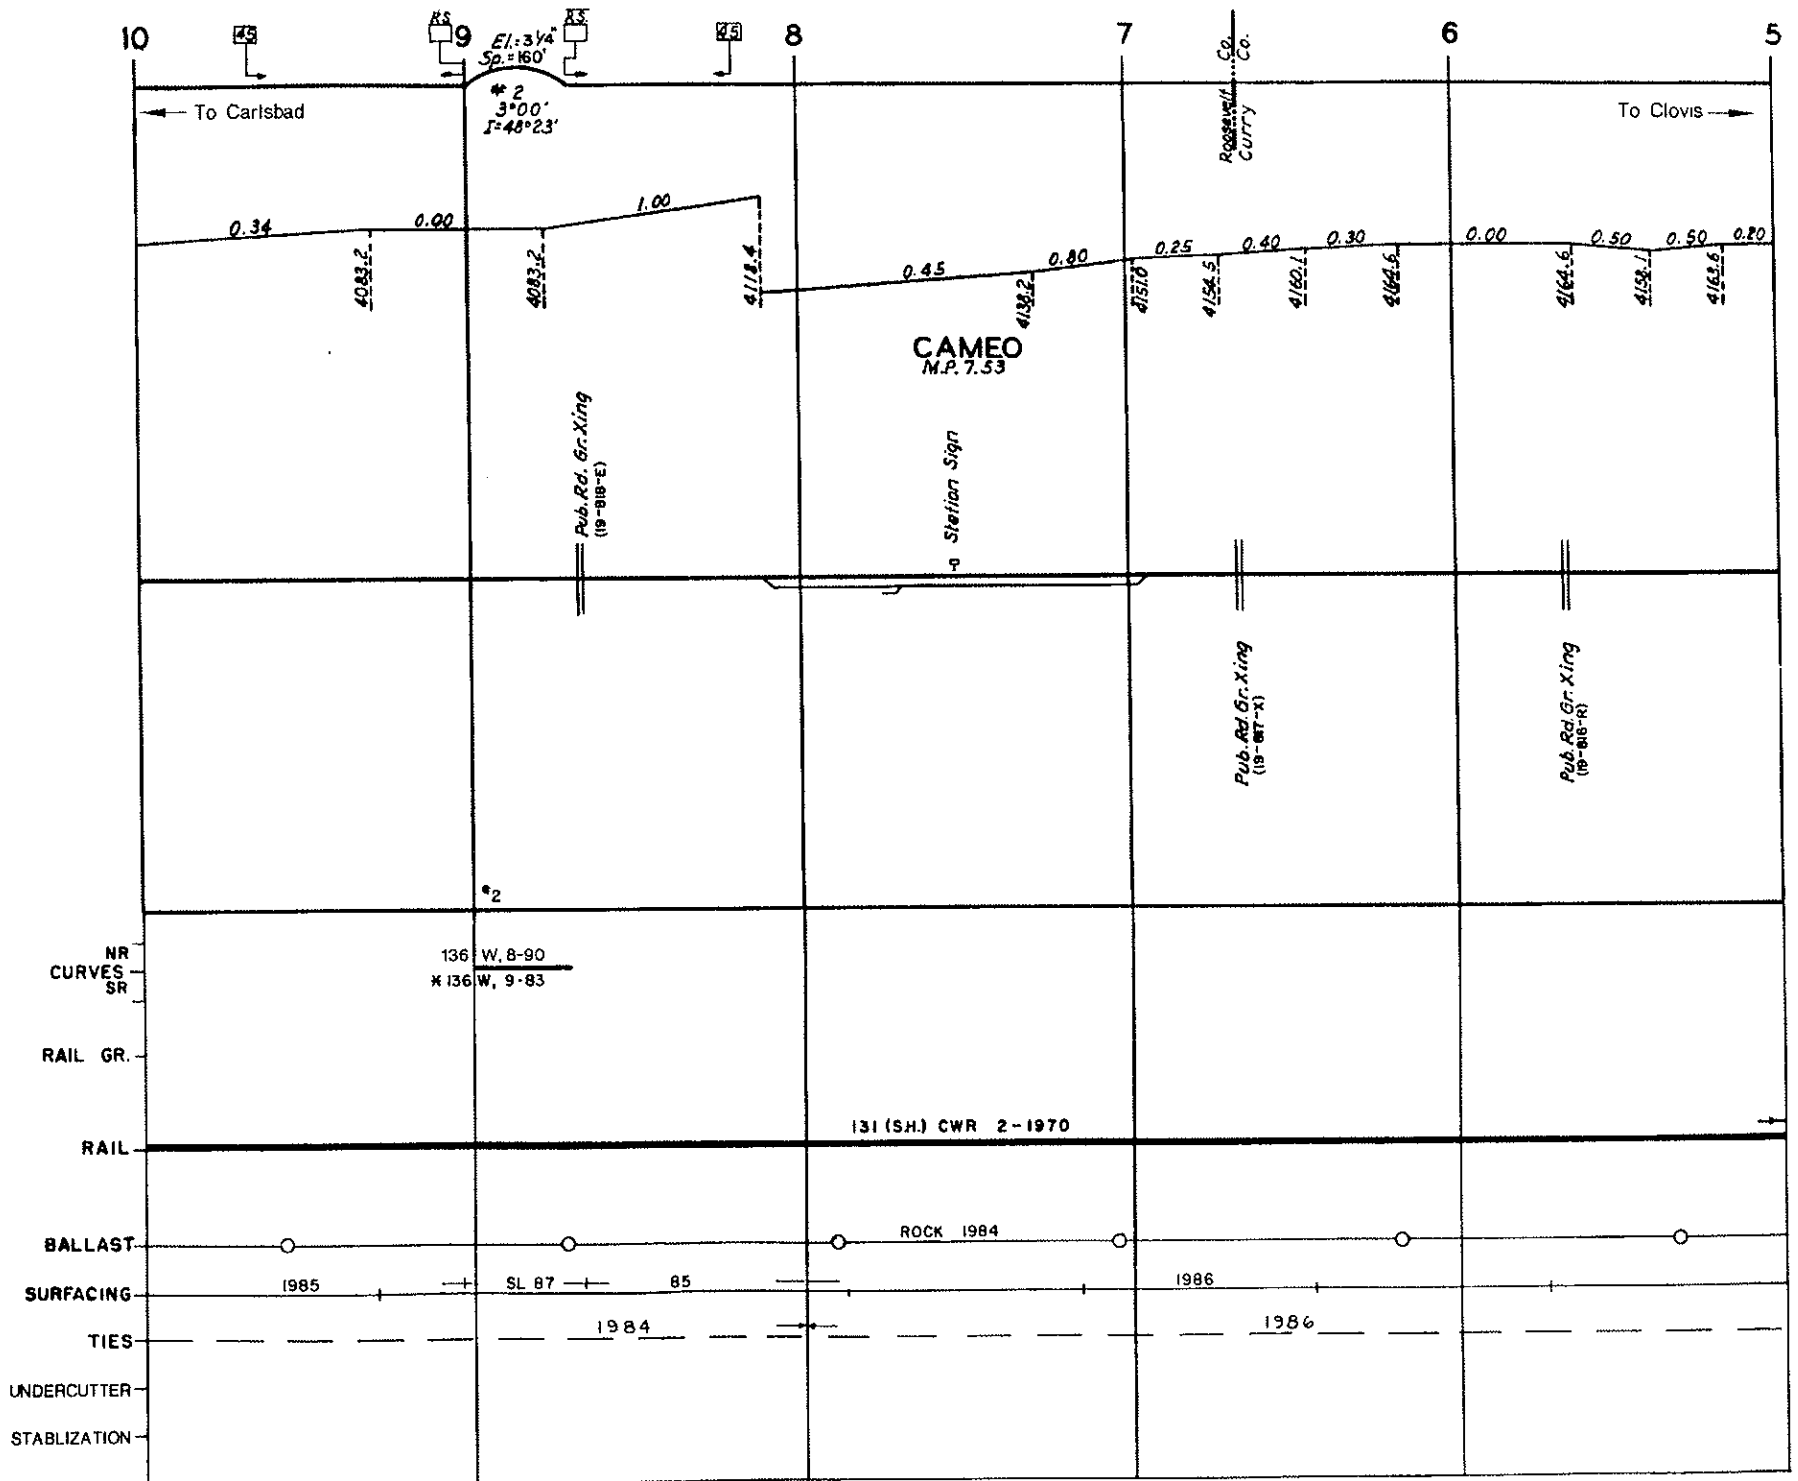 10 9 8 7 6 5
45 RS RS 45
El.=3 1/4"
Sp.=160'
#2
3°00'
I=48°23'
Roosevelt Co.
Curry Co.
← To Carlsbad
To Clovis →
0.34 0.00 1.00 0.45 0.80 0.25 0.40 0.30 0.00 0.50 0.50 0.20
4083.2 4083.2 4118.4 4138.2 4151.0 4154.5 4160.1 4164.6 4164.6 4158.1 4163.6
CAMEO
M.P. 7.53
Pub. Rd. Gr. Xing
(19-818-E)
Station Sign
Pub. Rd. Gr. Xing
(19-817-X)
Pub. Rd. Gr. Xing
(19-816-R)
#2
NR
CURVES
SR
136 W, 8-90
* 136 W, 9-83
RAIL GR.
131 (S.H.) CWR 2-1970
RAIL
BALLAST
ROCK 1984
SURFACING
1985 SL 87 85 1986
TIES
1984 1986
UNDERCUTTER
STABLIZATION